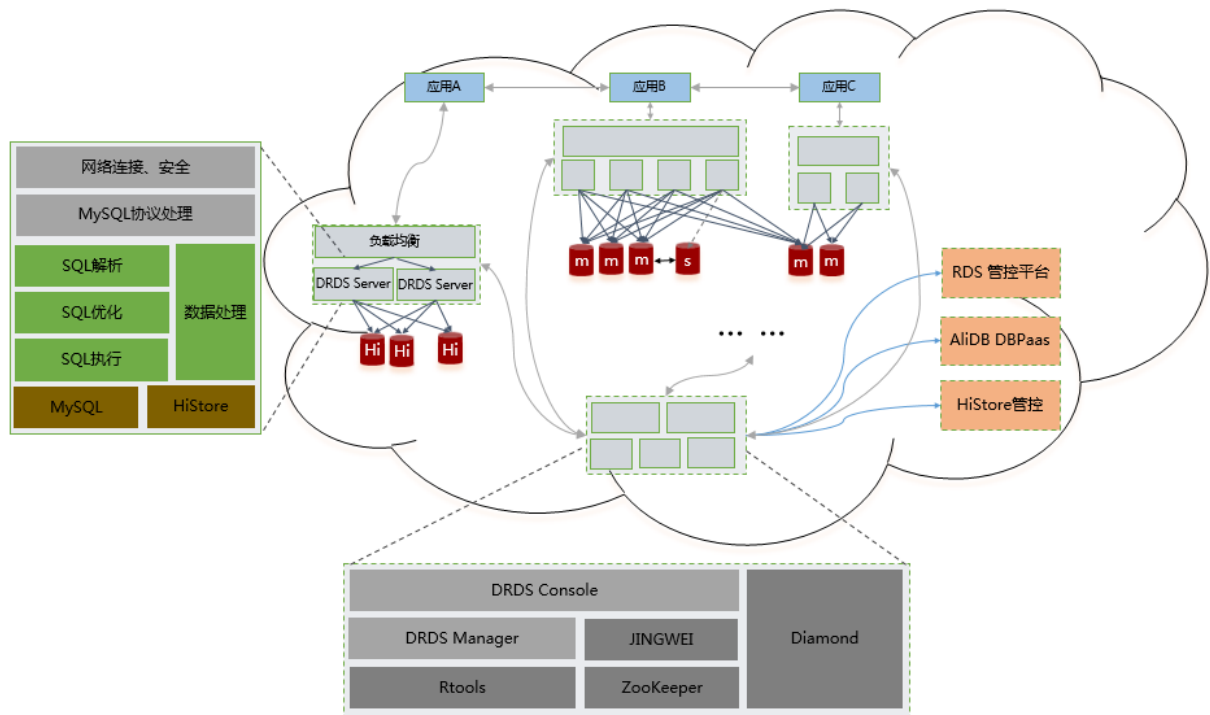 应用A
应用B
应用C
网络连接、安全
MySQL协议处理
SQL解析
SQL优化
SQL执行
数据处理
MySQL
HiStore
负载均衡
DRDS Server
DRDS Server
Hi
Hi
Hi
m
m
m
s
m
m
... ...
RDS 管控平台
AliDB DBPaas
HiStore管控
DRDS Console
DRDS Manager
JINGWEI
Rtools
ZooKeeper
Diamond